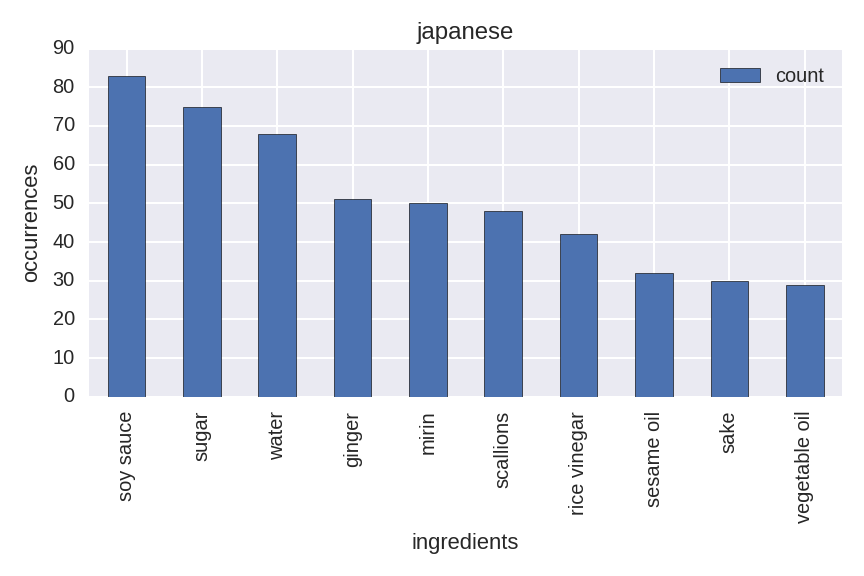 japanese
count
occurrences
90
80
70
60
50
40
30
20
10
0
soy sauce
sugar
water
ginger
mirin
scallions
rice vinegar
sesame oil
sake
vegetable oil
ingredients